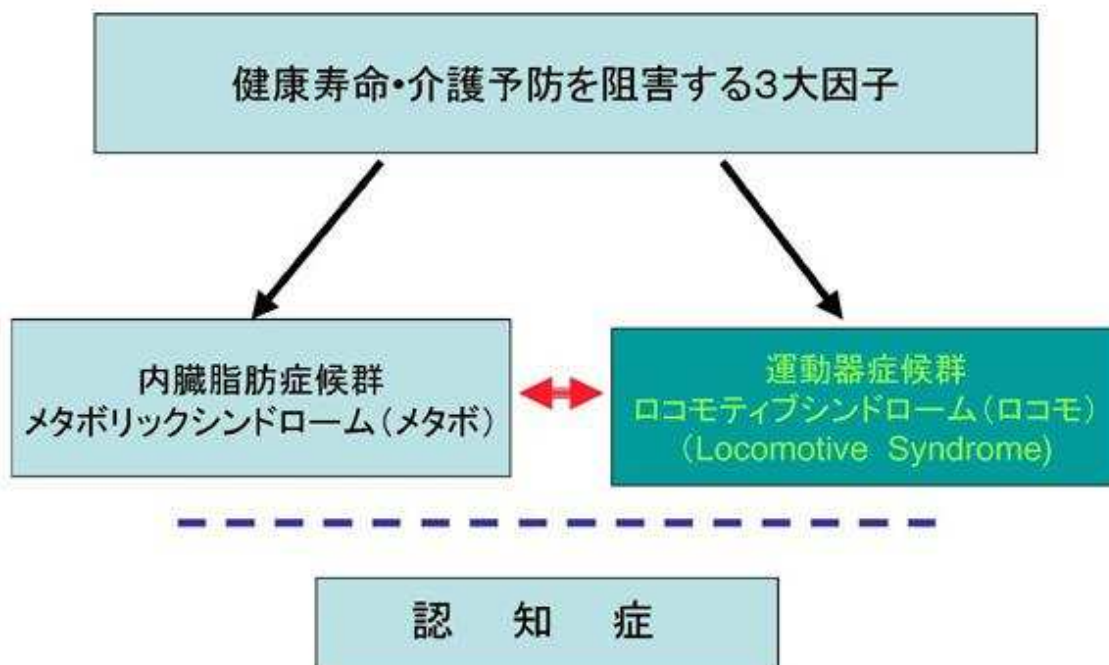 健康寿命・介護予防を阻害する3大因子
内臓脂肪症候群
メタボリックシンドローム(メタボ)
運動器症候群
ロコモティブシンドローム(ロコモ)
(Locomotive Syndrome)
認 知 症